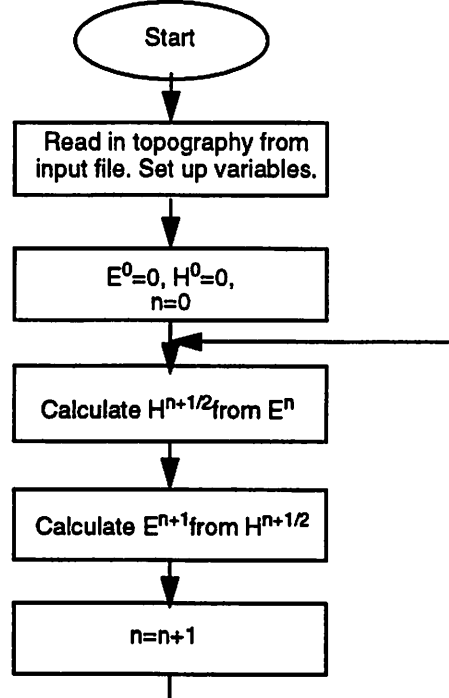 Start
Read in topography from
input file. Set up variables.
E⁰=0, H⁰=0,
n=0
Calculate Hⁿ⁺¹/²from Eⁿ
Calculate Eⁿ⁺¹from Hⁿ⁺¹/²
n=n+1